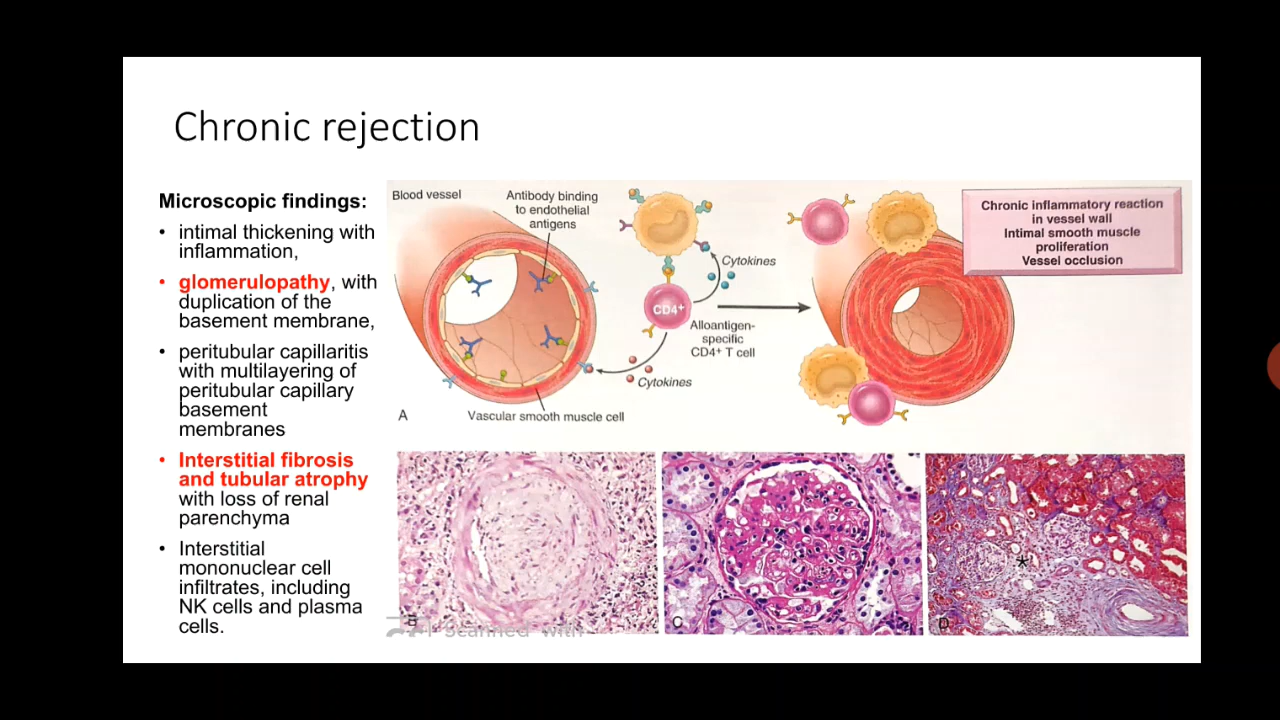 Chronic rejection
Microscopic findings:
• intimal thickening with
inflammation,
• glomerulopathy, with
duplication of the
basement membrane,
• peritubular capillaritis
with multilayering of
peritubular capillary
basement
membranes
• Interstitial fibrosis
and tubular atrophy
with loss of renal
parenchyma
• Interstitial
mononuclear cell
infiltrates, including
NK cells and plasma
cells.
Blood vessel
Antibody binding
to endothelial
antigens
Cytokines
CD4+
Alloantigen-
specific
CD4+ T cell
Cytokines
Vascular smooth muscle cell
A
Chronic inflammatory reaction
in vessel wall
Intimal smooth muscle
proliferation
Vessel occlusion
B
C
*
D
Scanned with